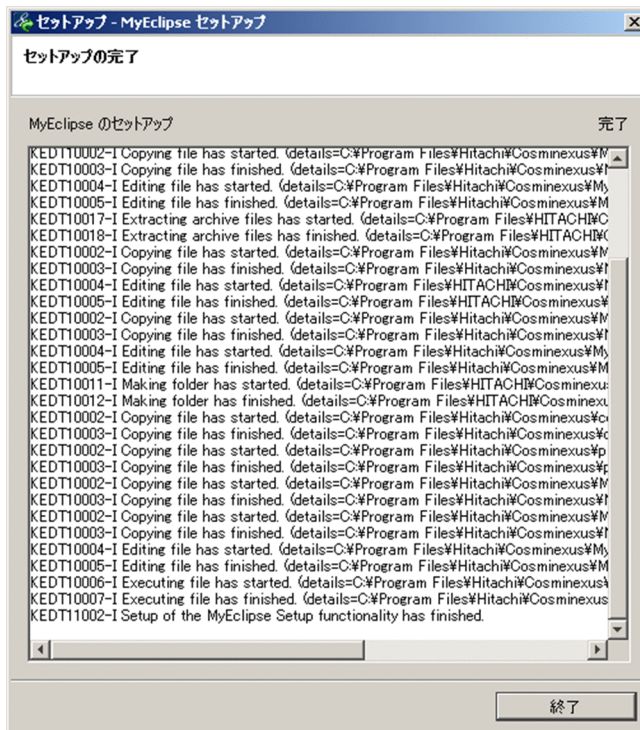 セットアップ - MyEclipse セットアップ
セットアップの完了
MyEclipse のセットアップ 完了
KEDT10002-I Copying file has started. (details=C:¥Program Files¥Hitachi¥Cosminexus¥M
KEDT10003-I Copying file has finished. (details=C:¥Program Files¥Hitachi¥Cosminexus¥
KEDT10004-I Editing file has started. (details=C:¥Program Files¥Hitachi¥Cosminexus¥My
KEDT10005-I Editing file has finished. (details=C:¥Program Files¥Hitachi¥Cosminexus¥M
KEDT10017-I Extracting archive files has started. (details=C:¥Program Files¥HITACHI¥C
KEDT10018-I Extracting archive files has finished. (details=C:¥Program Files¥HITACHI¥
KEDT10002-I Copying file has started. (details=C:¥Program Files¥Hitachi¥Cosminexus¥M
KEDT10003-I Copying file has finished. (details=C:¥Program Files¥Hitachi¥Cosminexus¥
KEDT10004-I Editing file has started. (details=C:¥Program Files¥HITACHI¥Cosminexus¥
KEDT10005-I Editing file has finished. (details=C:¥Program Files¥HITACHI¥Cosminexus¥
KEDT10002-I Copying file has started. (details=C:¥Program Files¥Hitachi¥Cosminexus¥M
KEDT10003-I Copying file has finished. (details=C:¥Program Files¥Hitachi¥Cosminexus¥
KEDT10004-I Editing file has started. (details=C:¥Program Files¥Hitachi¥Cosminexus¥My
KEDT10005-I Editing file has finished. (details=C:¥Program Files¥Hitachi¥Cosminexus¥M
KEDT10011-I Making folder has started. (details=C:¥Program Files¥HITACHI¥Cosminexu
KEDT10012-I Making folder has finished. (details=C:¥Program Files¥HITACHI¥Cosminexu
KEDT10002-I Copying file has started. (details=C:¥Program Files¥Hitachi¥Cosminexus¥c
KEDT10003-I Copying file has finished. (details=C:¥Program Files¥Hitachi¥Cosminexus¥c
KEDT10002-I Copying file has started. (details=C:¥Program Files¥Hitachi¥Cosminexus¥p
KEDT10003-I Copying file has finished. (details=C:¥Program Files¥Hitachi¥Cosminexus¥p
KEDT10002-I Copying file has started. (details=C:¥Program Files¥Hitachi¥Cosminexus¥M
KEDT10003-I Copying file has finished. (details=C:¥Program Files¥Hitachi¥Cosminexus¥
KEDT10002-I Copying file has started. (details=C:¥Program Files¥Hitachi¥Cosminexus¥M
KEDT10003-I Copying file has finished. (details=C:¥Program Files¥Hitachi¥Cosminexus¥
KEDT10004-I Editing file has started. (details=C:¥Program Files¥Hitachi¥Cosminexus¥My
KEDT10005-I Editing file has finished. (details=C:¥Program Files¥Hitachi¥Cosminexus¥M
KEDT10006-I Executing file has started. (details=C:¥Program Files¥Hitachi¥Cosminexus¥
KEDT10007-I Executing file has finished. (details=C:¥Program Files¥Hitachi¥Cosminexus
KEDT11002-I Setup of the MyEclipse Setup functionality has finished.
終了